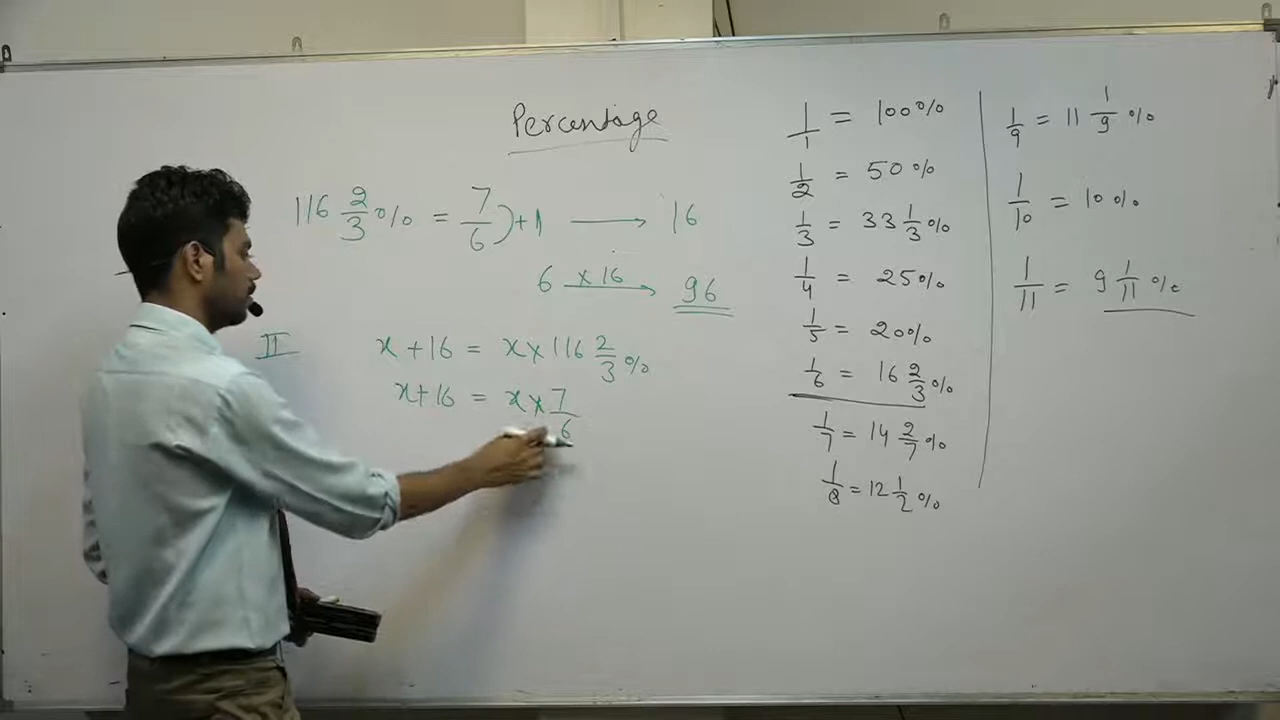 Percentage
116 2/3 % = 7/6 ) +1 → 16
6 ×16 → 96
II
x + 16 = x × 116 2/3 %
x + 16 = x × 7/6
1/1 = 100%
1/2 = 50%
1/3 = 33 1/3 %
1/4 = 25%
1/5 = 20%
1/6 = 16 2/3 %
1/7 = 14 2/7 %
1/8 = 12 1/2 %
1/9 = 11 1/9 %
1/10 = 10%
1/11 = 9 1/11 %